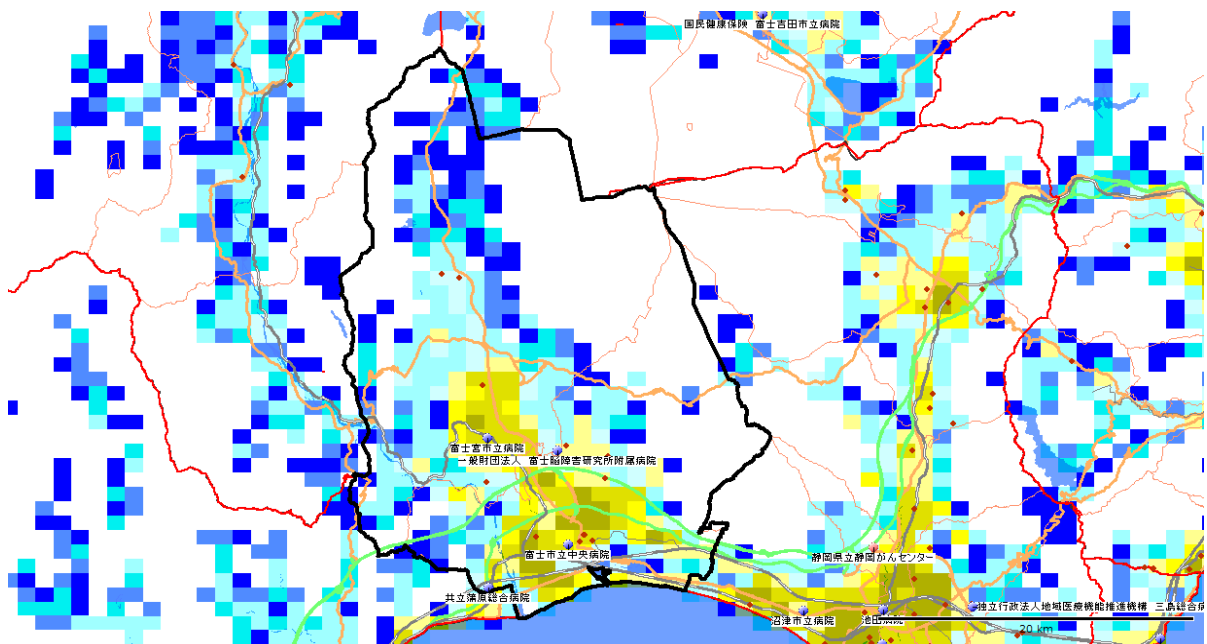 国民健康保険 富士吉田市立病院
富士宮市立病院
一般財団法人 富士脳障害研究所附属病院
富士市立中央病院
静岡県立静岡がんセンター
共立蒲原総合病院
沼津市立病院
池田病院
独立行政法人地域医療機能推進機構 三島総合病
20 km